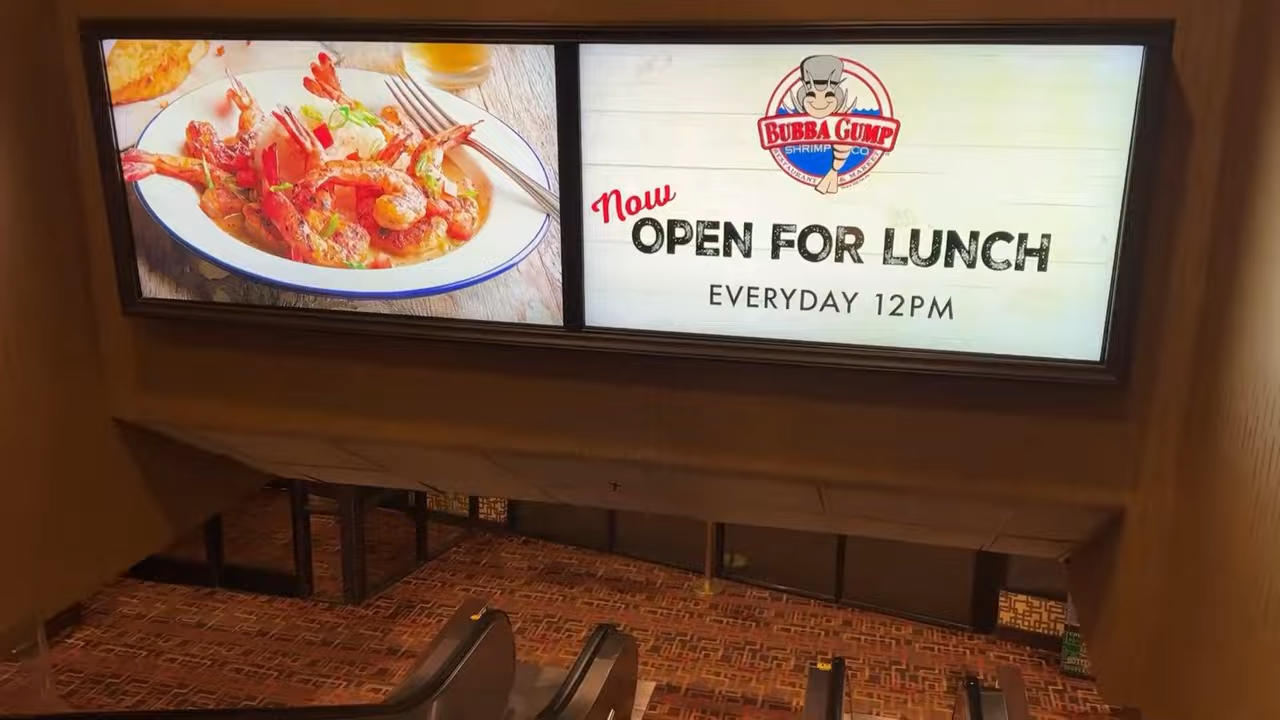 BUBBA GUMP
SHRIMP CO
RESTAURANT & MARKET
Now
OPEN FOR LUNCH
EVERYDAY 12PM